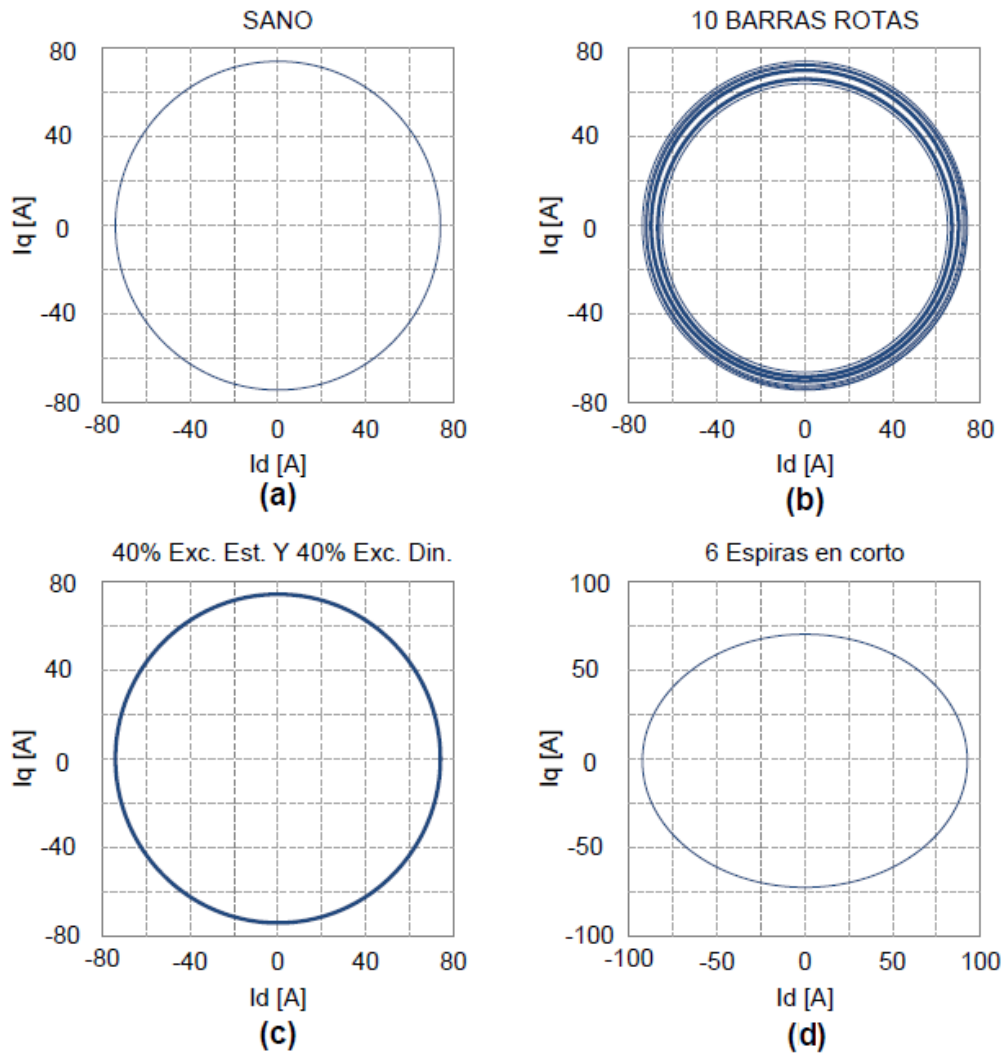 SANO
80
40
0
-40
-80
Iq [A]
-80
-40
0
40
80
Id [A]
(a)
10 BARRAS ROTAS
80
40
0
-40
-80
Iq [A]
-80
-40
0
40
80
Id [A]
(b)
40% Exc. Est. Y 40% Exc. Din.
80
40
0
-40
-80
Iq [A]
-80
-40
0
40
80
Id [A]
(c)
6 Espiras en corto
100
50
0
-50
-100
Iq [A]
-100
-50
0
50
100
Id [A]
(d)